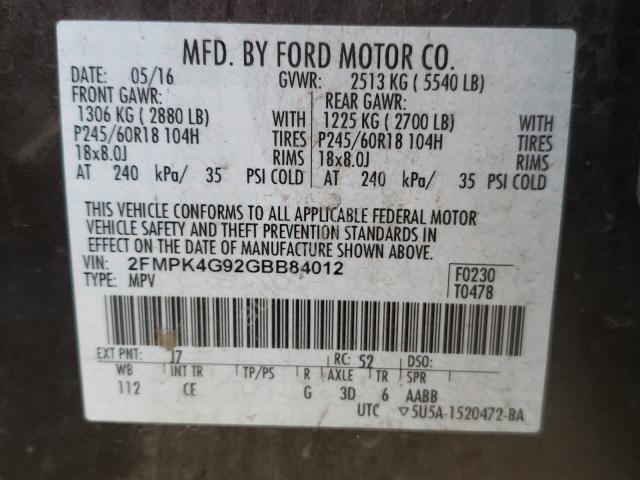 MFD. BY FORD MOTOR CO.
DATE: 05/16 GVWR: 2513 KG ( 5540 LB)
FRONT GAWR: REAR GAWR:
1306 KG ( 2880 LB) WITH 1225 KG ( 2700 LB) WITH
P245/60R18 104H TIRES P245/60R18 104H TIRES
18x8.0J RIMS 18x8.0J RIMS
AT 240 kPa/ 35 PSI COLD AT 240 kPa/ 35 PSI COLD
THIS VEHICLE CONFORMS TO ALL APPLICABLE FEDERAL MOTOR
VEHICLE SAFETY AND THEFT PREVENTION STANDARDS IN
EFFECT ON THE DATE OF MANUFACTURE SHOWN ABOVE.
VIN: 2FMPK4G92GBB84012 F0230
TYPE: MPV T0478
EXT PNT: J7 RC: 52 DSO:
WB INT TR TP/PS R AXLE TR SPR
112 CE G 3D 6 AABB
UTC ▽5U5A-1520472-BA